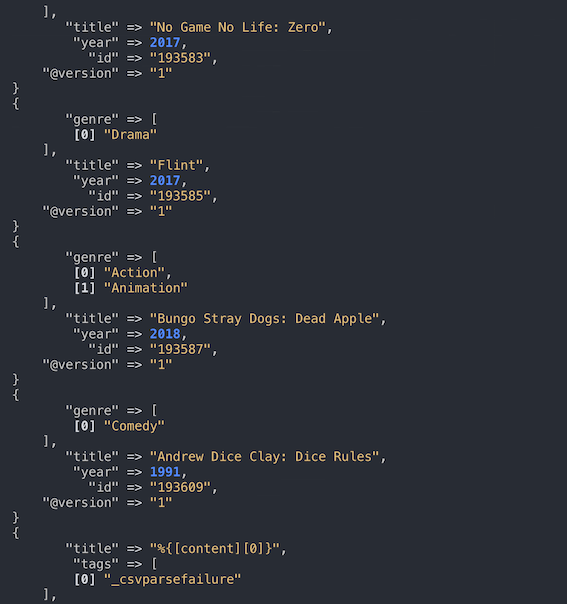 ],
"title" => "No Game No Life: Zero",
"year" => 2017,
"id" => "193583",
"@version" => "1"
}
{
"genre" => [
[0] "Drama"
],
"title" => "Flint",
"year" => 2017,
"id" => "193585",
"@version" => "1"
}
{
"genre" => [
[0] "Action",
[1] "Animation"
],
"title" => "Bungo Stray Dogs: Dead Apple",
"year" => 2018,
"id" => "193587",
"@version" => "1"
}
{
"genre" => [
[0] "Comedy"
],
"title" => "Andrew Dice Clay: Dice Rules",
"year" => 1991,
"id" => "193609",
"@version" => "1"
}
{
"title" => "%{[content][0]}",
"tags" => [
[0] "_csvparsefailure"
],